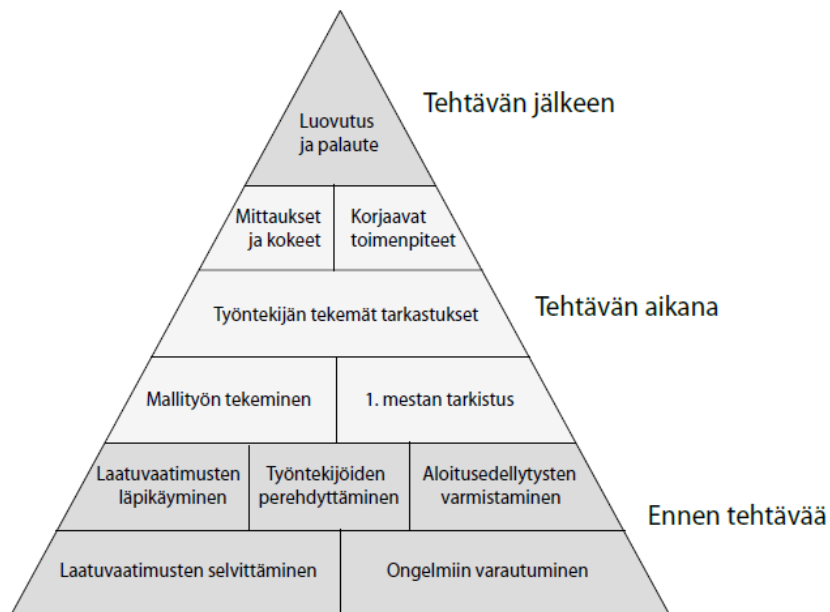 Tehtävän jälkeen
Luovutus
ja palaute
Mittaukset
ja kokeet
Korjaavat
toimenpiteet
Työntekijän tekemät tarkastukset
Tehtävän aikana
Mallityön tekeminen
1. mestan tarkistus
Laatuvaatimusten
läpikäyminen
Työntekijöiden
perehdyttäminen
Aloitusedellytysten
varmistaminen
Ennen tehtävää
Laatuvaatimusten selvittäminen
Ongelmiin varautuminen